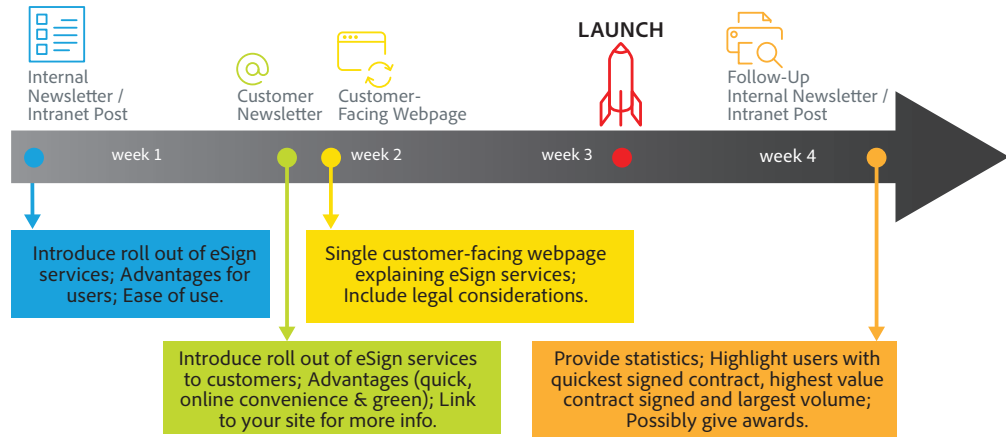 LAUNCH
Internal
Newsletter /
Intranet Post
@
Customer
Newsletter
Customer-
Facing Webpage
Follow-Up
Internal Newsletter /
Intranet Post
week 1
week 2
week 3
week 4
Introduce roll out of eSign
services; Advantages for
users; Ease of use.
Single customer-facing webpage
explaining eSign services;
Include legal considerations.
Introduce roll out of eSign services
to customers; Advantages (quick,
online convenience & green); Link
to your site for more info.
Provide statistics; Highlight users with
quickest signed contract, highest value
contract signed and largest volume;
Possibly give awards.